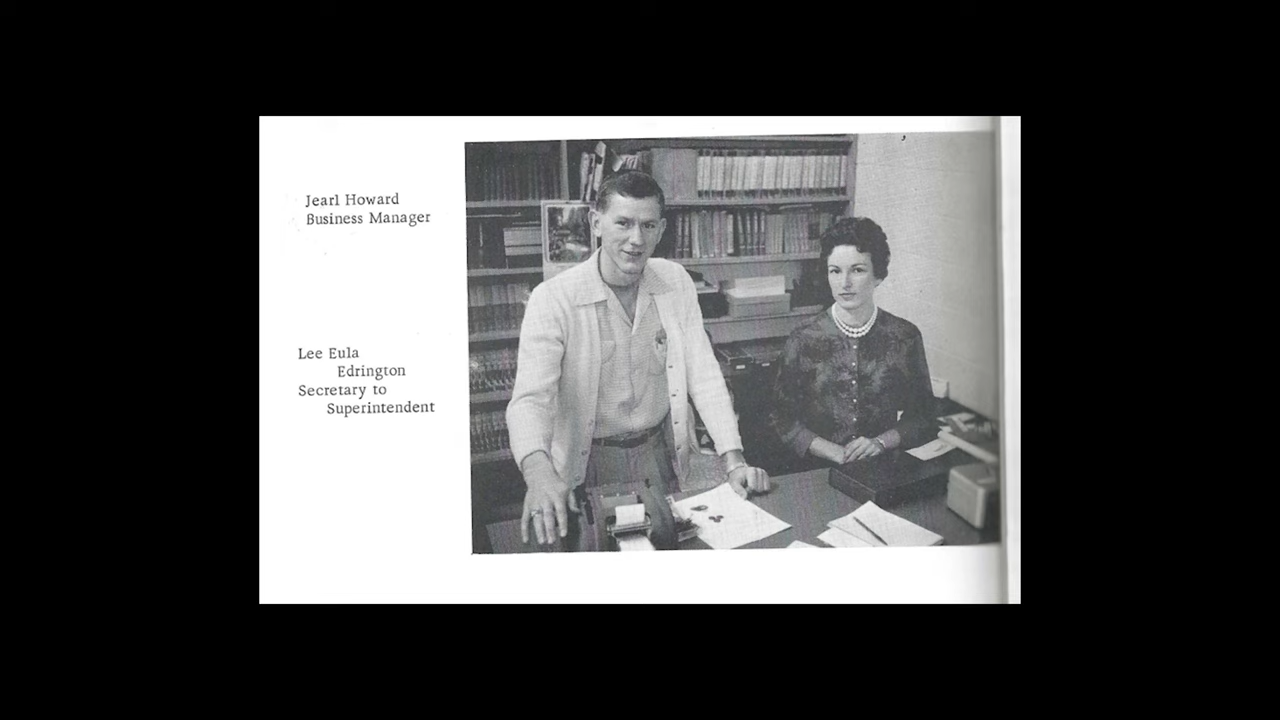 Jearl Howard
Business Manager
Lee Eula
Edrington
Secretary to
Superintendent